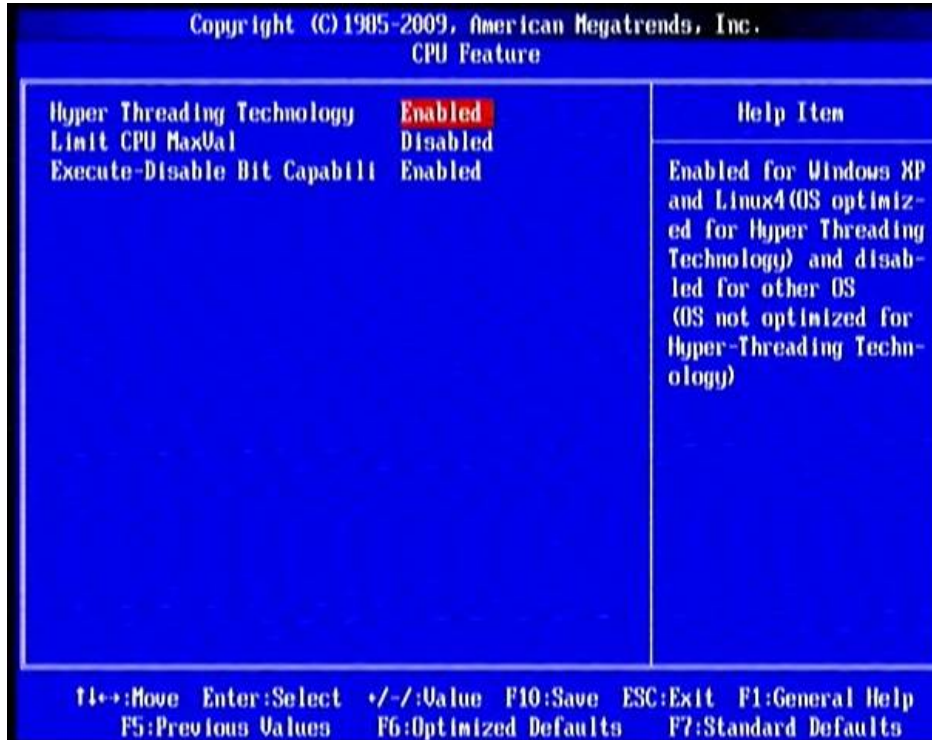 Copyright (C)1985-2009, American Megatrends, Inc.
CPU Feature
Hyper Threading Technology Enabled
Limit CPU MaxVal Disabled
Execute-Disable Bit Capabili Enabled
Help Item
Enabled for Windows XP
and Linux4(OS optimiz-
ed for Hyper Threading
Technology) and disab-
led for other OS
(OS not optimized for
Hyper-Threading Techn-
ology)
↑↓←→:Move Enter:Select +/-/:Value F10:Save ESC:Exit F1:General Help
F5:Previous Values F6:Optimized Defaults F7:Standard Defaults